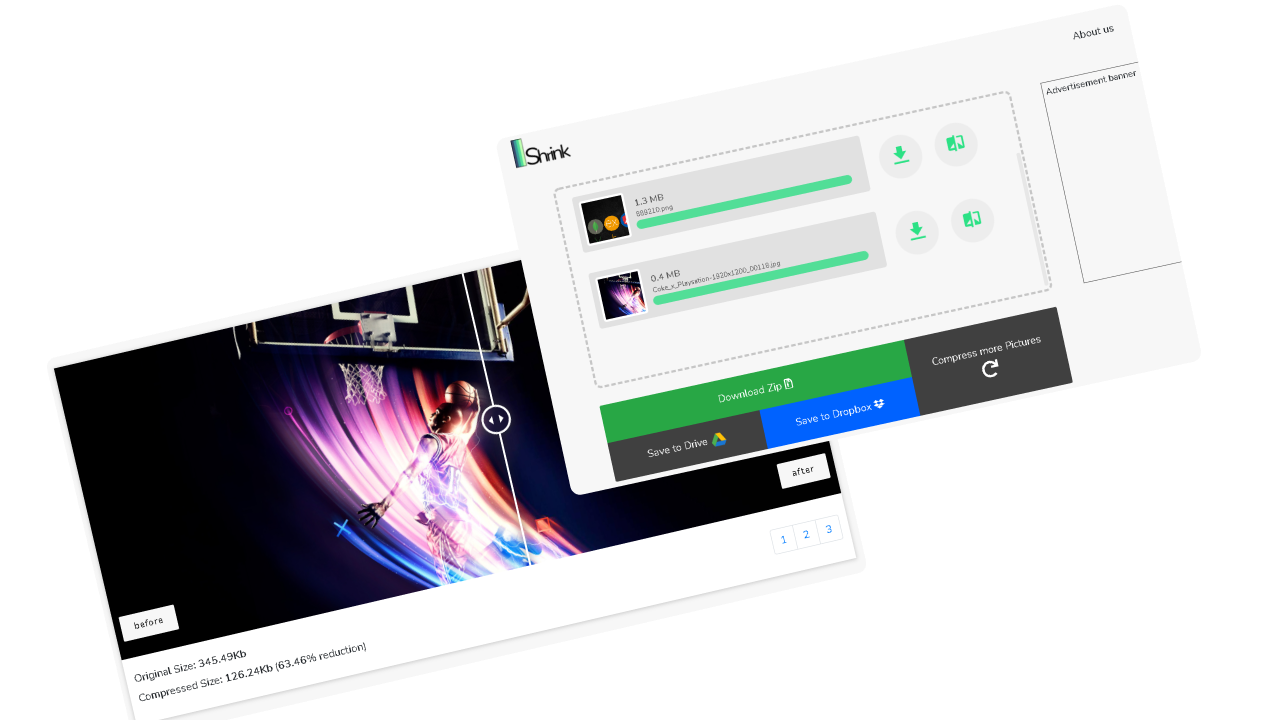 About us
Advertisement banner
Shrink
1.3 MB
889210.png
0.4 MB
Coke_x_Playsation-1920x1200_00118.jpg
Download Zip
Save to Drive
Save to Dropbox
Compress more Pictures
after
1 2 3
before
Original Size: 345.49Kb
Compressed Size: 126.24Kb (63.46% reduction)